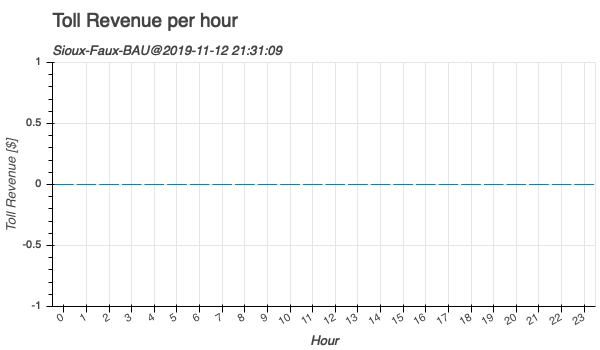 Toll Revenue per hour
Sioux-Faux-BAU@2019-11-12 21:31:09
1
0.5
0
-0.5
-1
Toll Revenue [$]
0 1 2 3 4 5 6 7 8 9 10 11 12 13 14 15 16 17 18 19 20 21 22 23
Hour